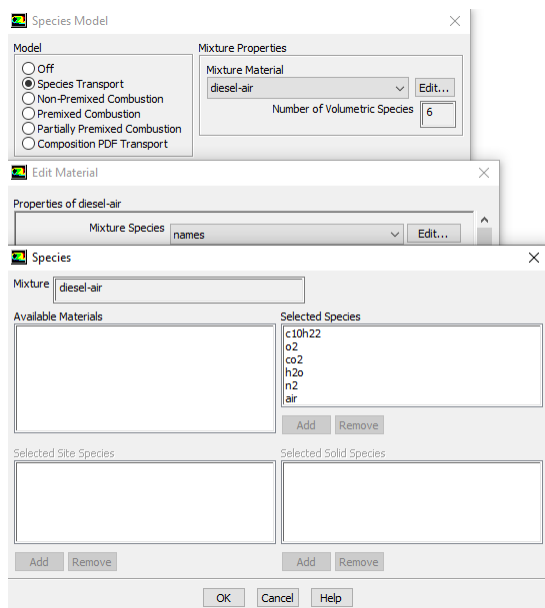 Species Model
Model
Off
Species Transport
Non-Premixed Combustion
Premixed Combustion
Partially Premixed Combustion
Composition PDF Transport
Mixture Properties
Mixture Material
diesel-air
Edit...
Number of Volumetric Species
6
Edit Material
Properties of diesel-air
Mixture Species
names
Edit...
Species
Mixture
diesel-air
Available Materials
Selected Species
c10h22
o2
co2
h2o
n2
air
Add
Remove
Selected Site Species
Selected Solid Species
Add
Remove
Add
Remove
OK
Cancel
Help